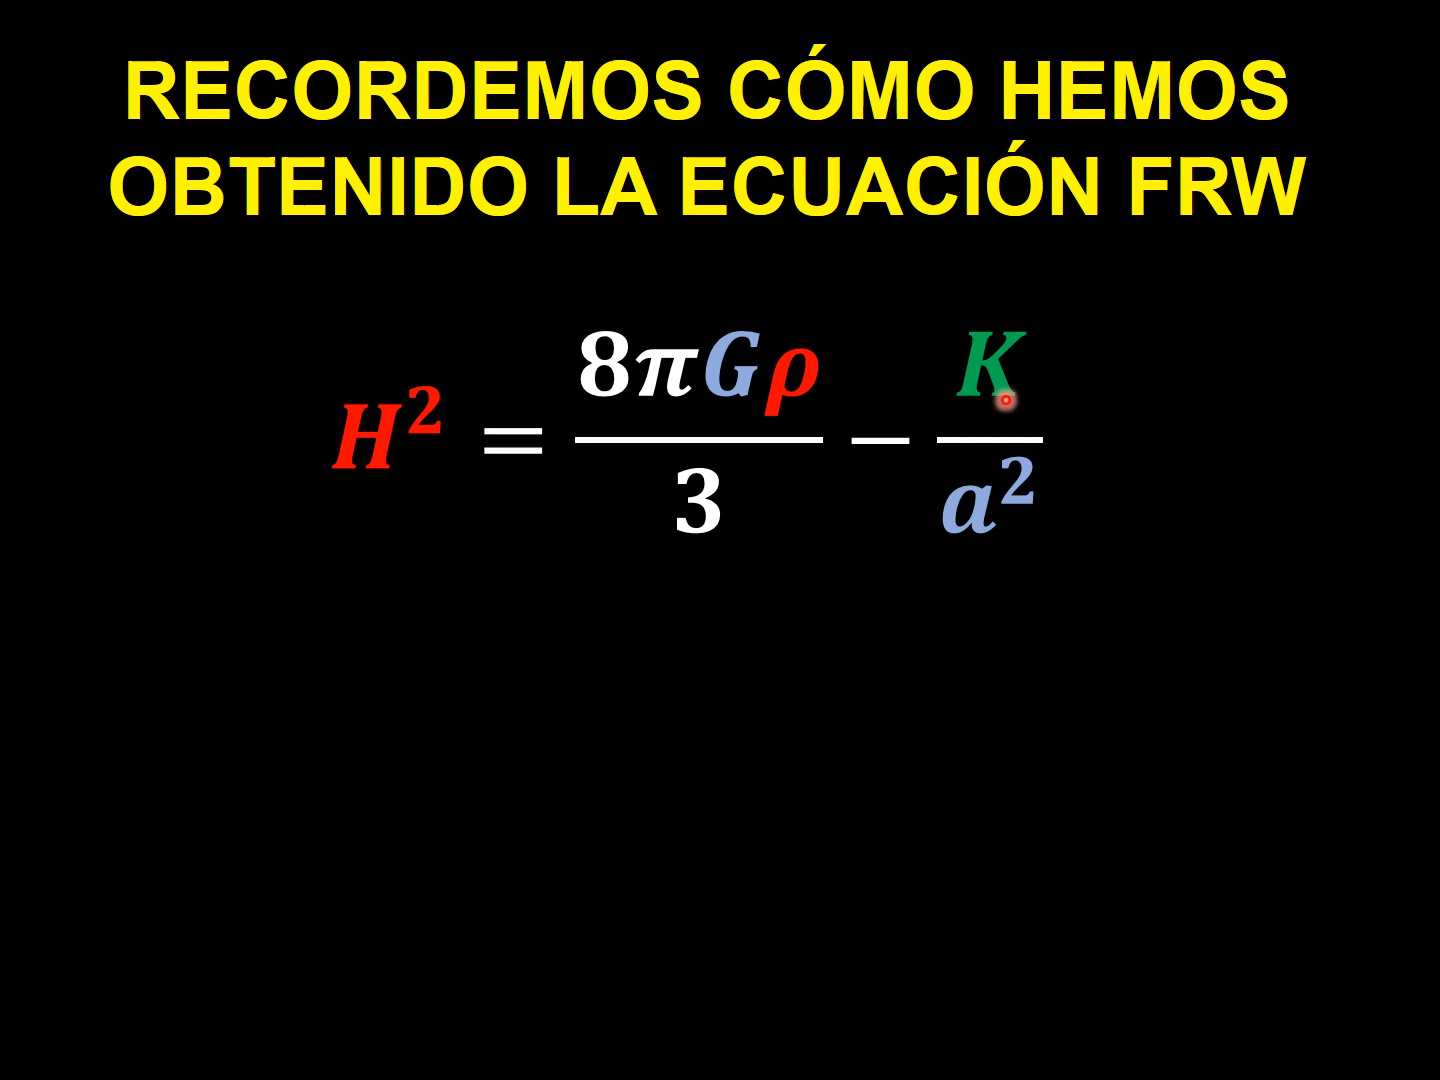 RECORDEMOS CÓMO HEMOS
OBTENIDO LA ECUACIÓN FRW
H² = 8πGρ/3 − K/a²